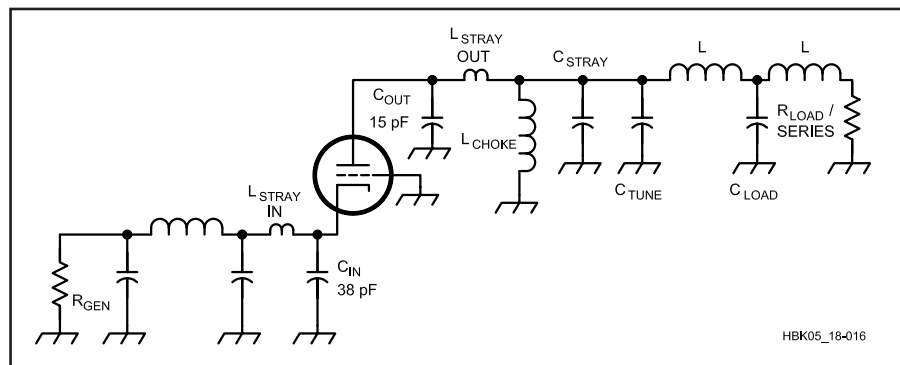 L STRAY
OUT
C STRAY
L
L
C OUT
15 pF
L CHOKE
R LOAD /
SERIES
C TUNE
C LOAD
L STRAY
IN
C IN
38 pF
R GEN
HBK05_18-016